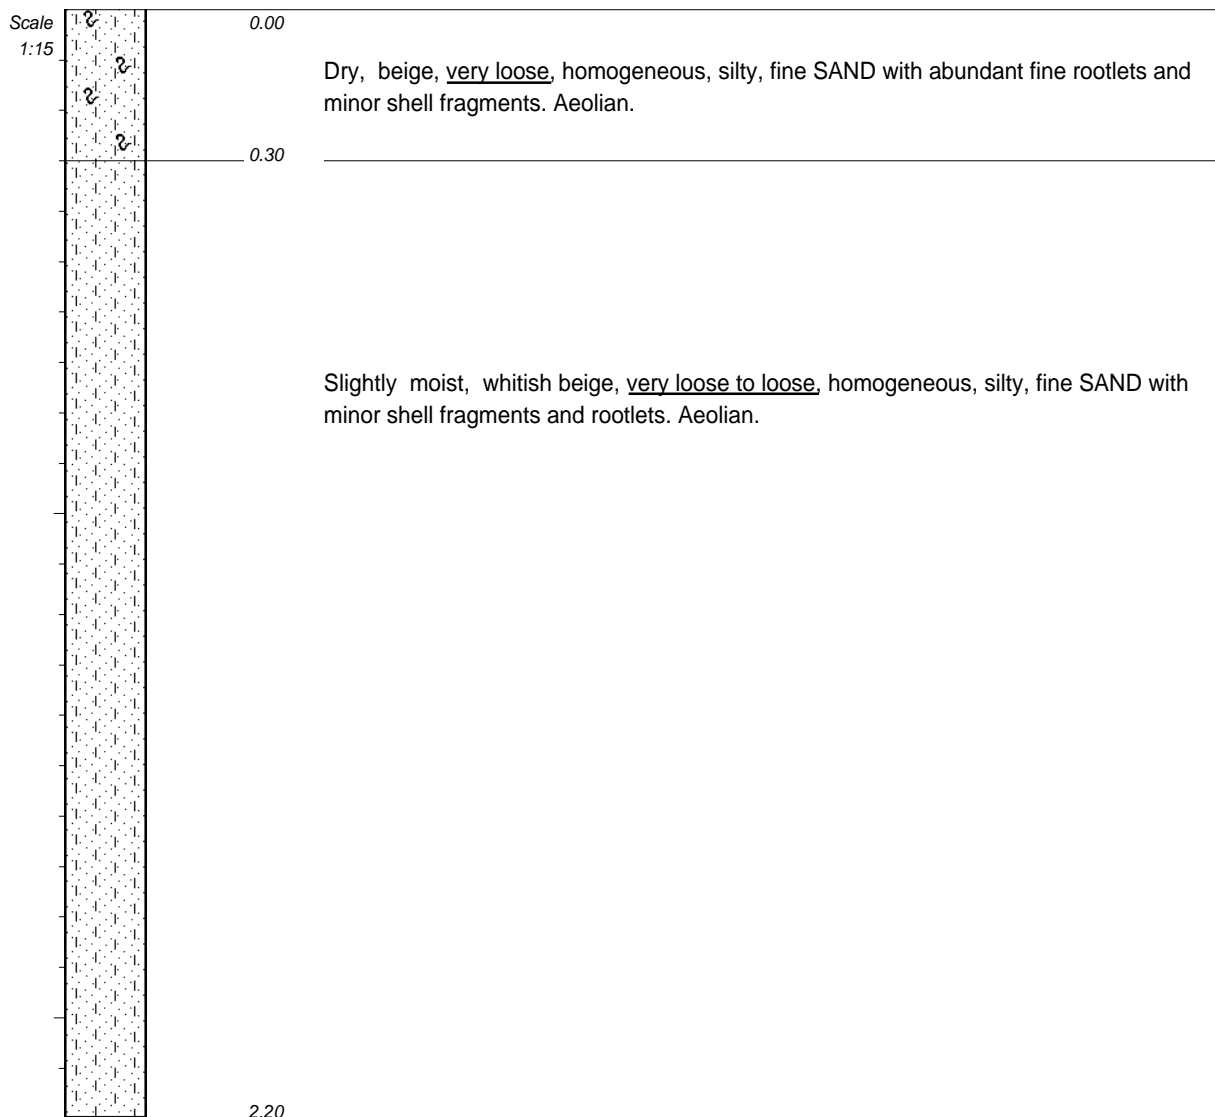 Scale
1:15
0.00
Dry, beige, very loose, homogeneous, silty, fine SAND with abundant fine rootlets and
minor shell fragments. Aeolian.
0.30
Slightly moist, whitish beige, very loose to loose, homogeneous, silty, fine SAND with
minor shell fragments and rootlets. Aeolian.
2.20